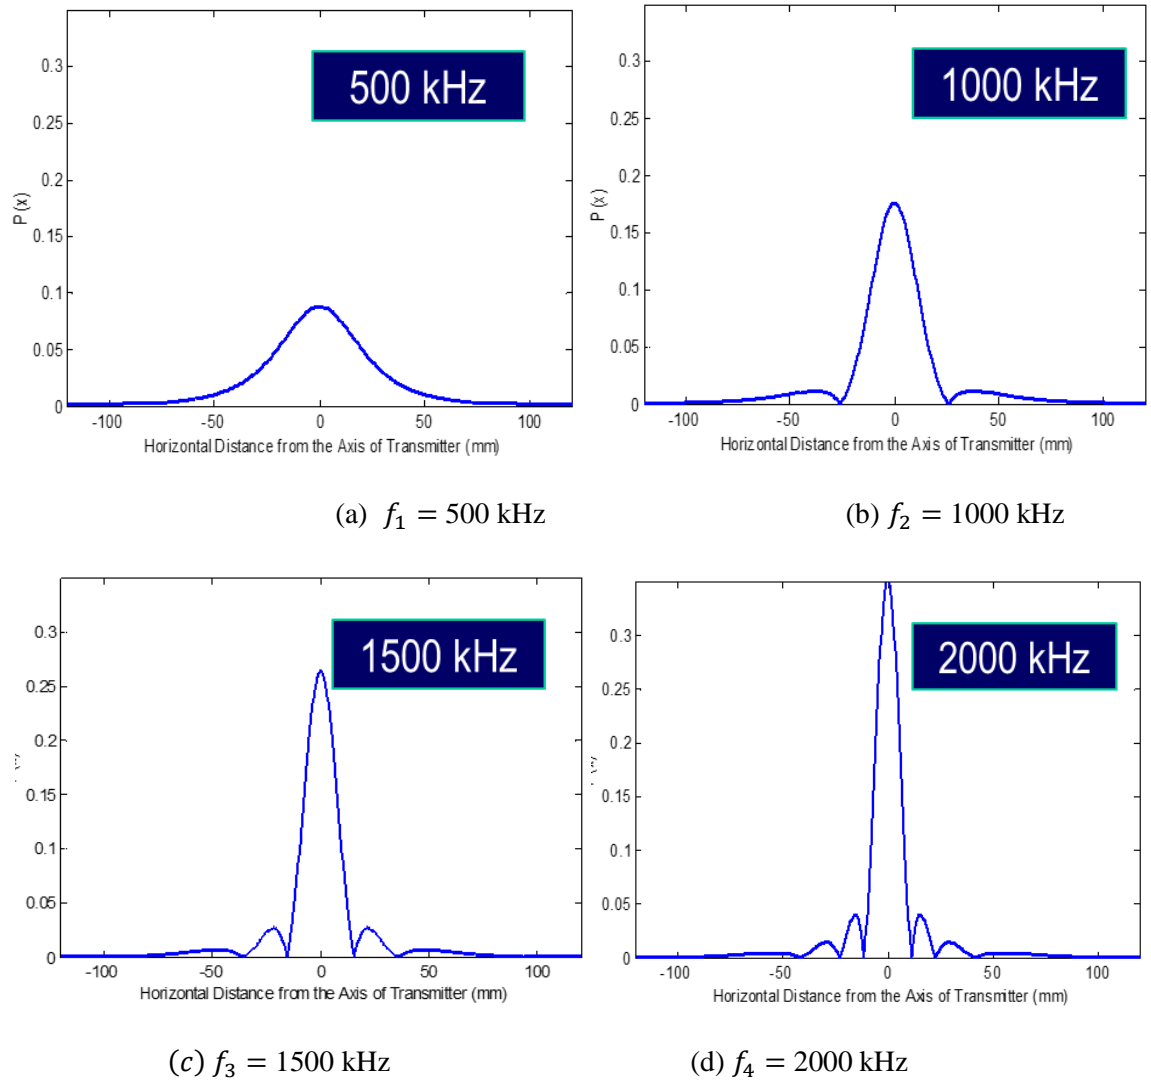 500 kHz
0.3
0.25
0.2
0.15
0.1
0.05
0
P (x)
-100 -50 0 50 100
Horizontal Distance from the Axis of Transmitter (mm)
(a) 𝑓₁ = 500 kHz
1000 kHz
0.3
0.25
0.2
0.15
0.1
0.05
0
P (x)
-100 -50 0 50 100
Horizontal Distance from the Axis of Transmitter (mm)
(b) 𝑓₂ = 1000 kHz
1500 kHz
0.3
0.25
0.2
0.15
0.1
0.05
0
-100 -50 0 50 100
Horizontal Distance from the Axis of Transmitter (mm)
(c) 𝑓₃ = 1500 kHz
2000 kHz
0.3
0.25
0.2
0.15
0.1
0.05
0
-100 -50 0 50 100
Horizontal Distance from the Axis of Transmitter (mm)
(d) 𝑓₄ = 2000 kHz